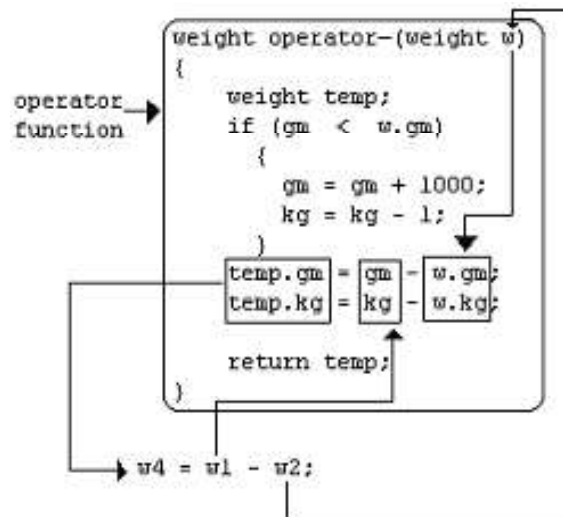 weight operator-(weight w)
{
operator
function
weight temp;
if (gm < w.gm)
{
gm = gm + 1000;
kg = kg - 1;
}
temp.gm = gm - w.gm;
temp.kg = kg - w.kg;
return temp;
}
w4 = w1 - w2;